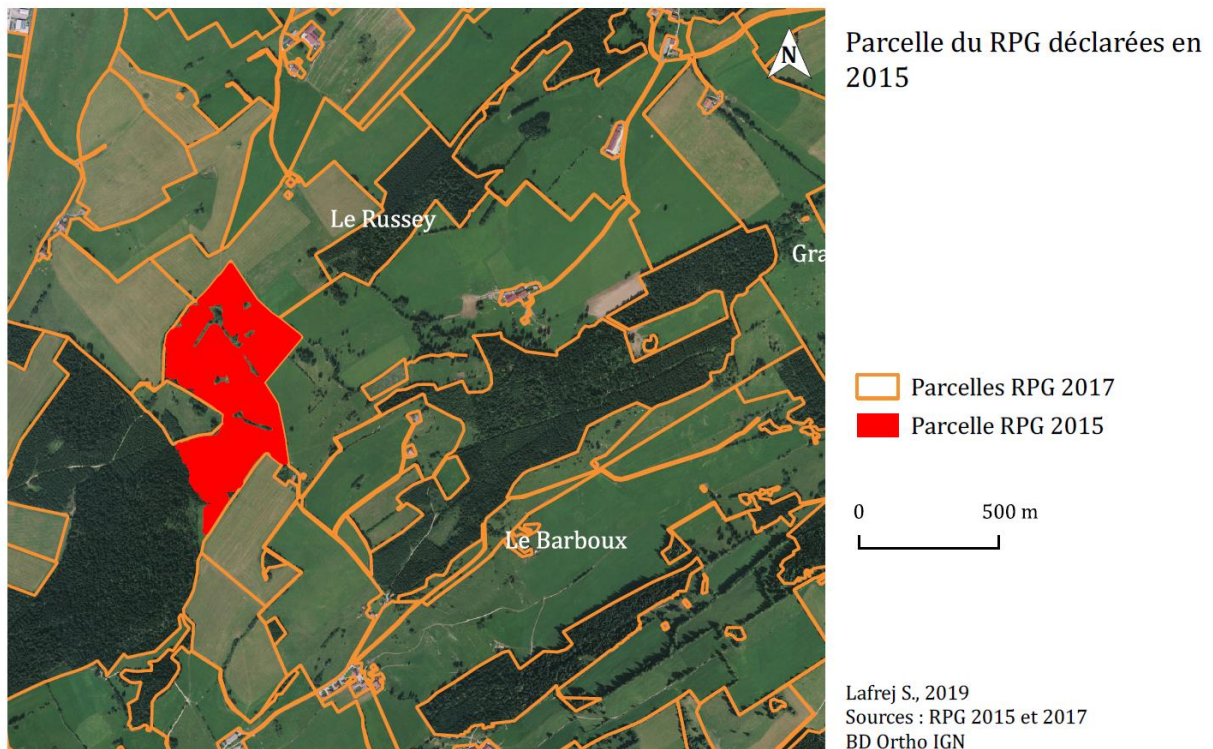 Parcelle du RPG déclarées en
2015
N
Le Russey
Gra
Le Barboux
Parcelles RPG 2017
Parcelle RPG 2015
0 500 m
Lafrej S., 2019
Sources : RPG 2015 et 2017
BD Ortho IGN